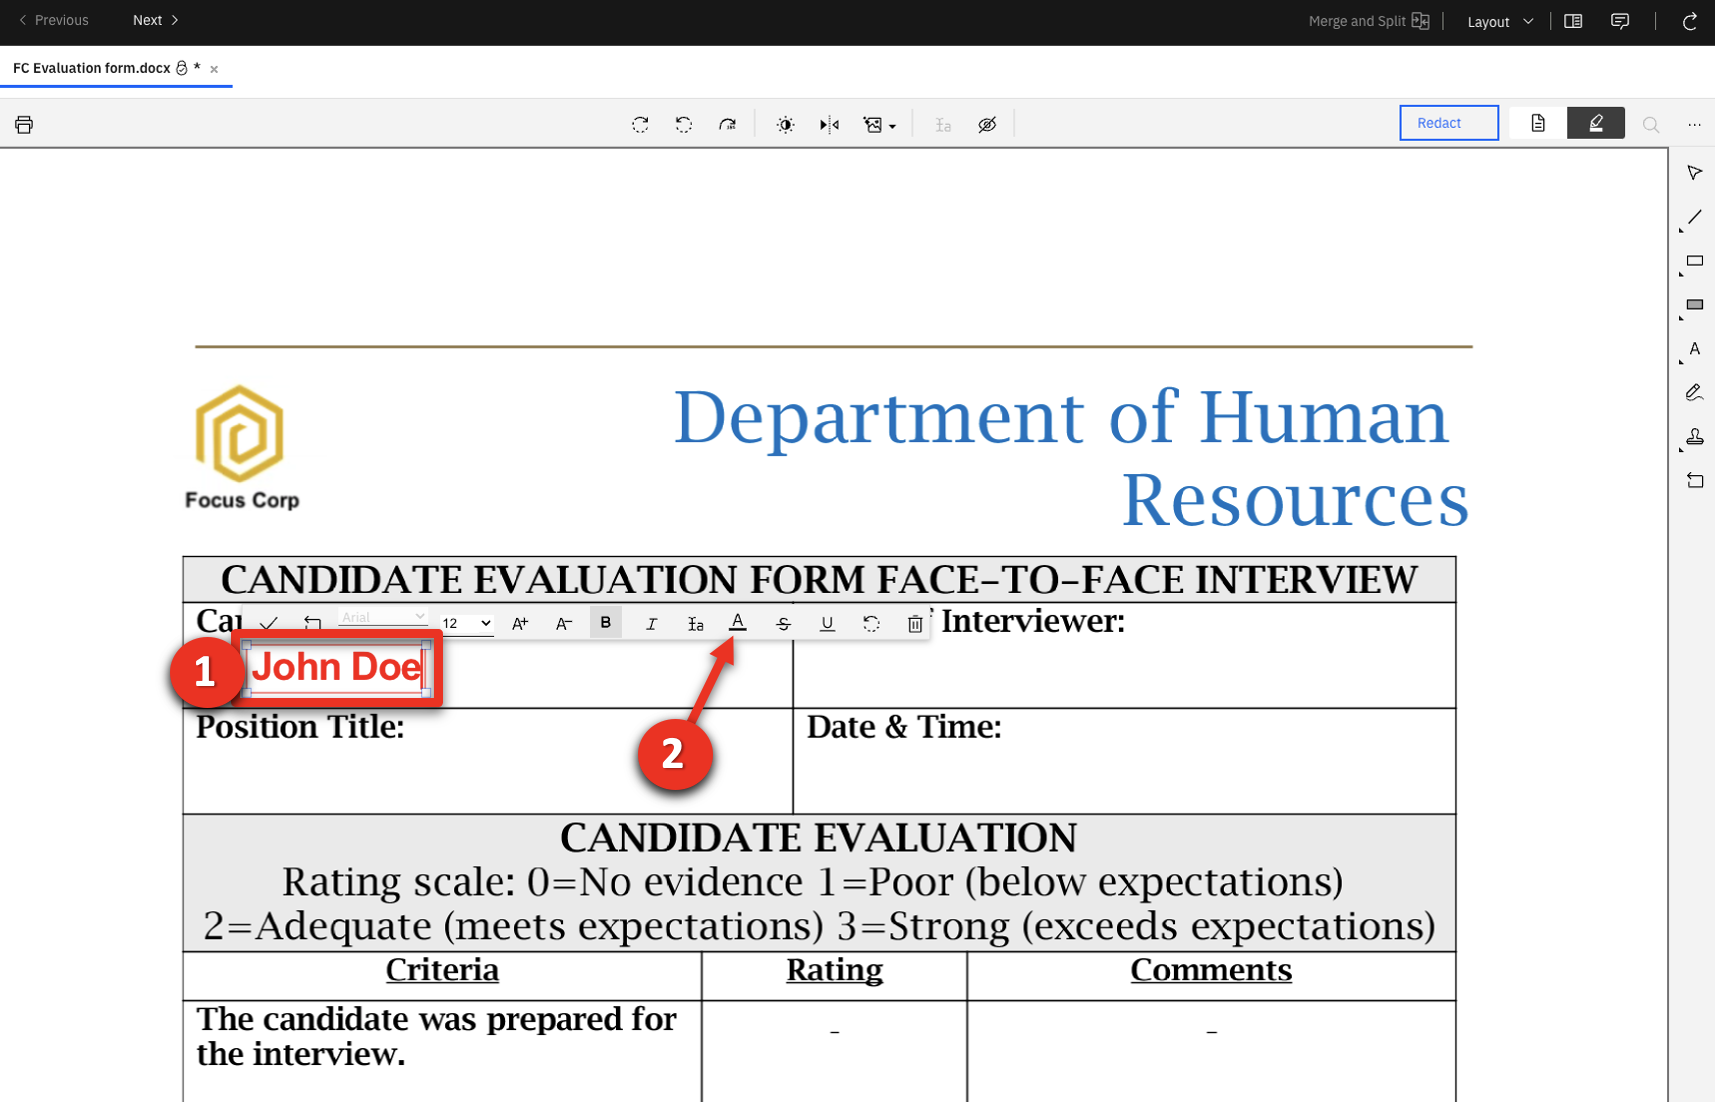 Previous Next Merge and Split Layout
FC Evaluation form.docx * ×
Redact
Department of Human
Resources
Focus Corp
CANDIDATE EVALUATION FORM FACE-TO-FACE INTERVIEW
Interviewer:
Arial 12 A+ A- B I A S U
1 John Doe
Position Title: Date & Time:
2
CANDIDATE EVALUATION
Rating scale: 0=No evidence 1=Poor (below expectations)
2=Adequate (meets expectations) 3=Strong (exceeds expectations)
Criteria Rating Comments
The candidate was prepared for
the interview.
- -